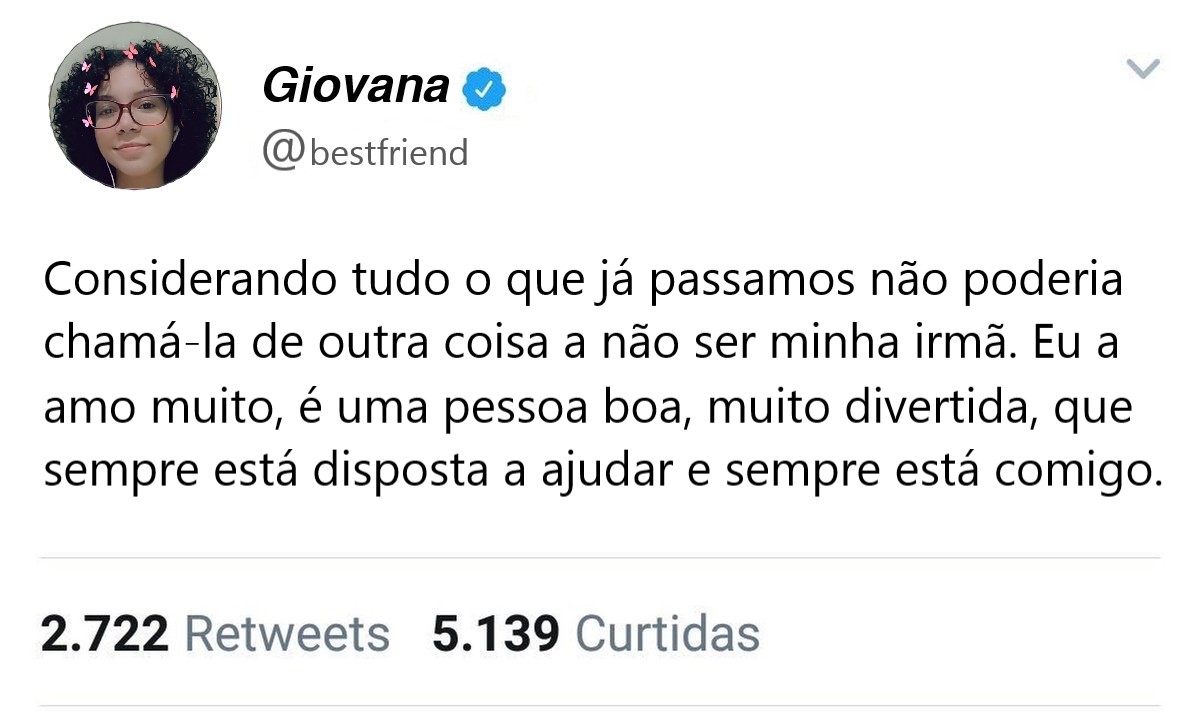 Giovana
@bestfriend
Considerando tudo o que já passamos não poderia
chamá-la de outra coisa a não ser minha irmã. Eu a
amo muito, é uma pessoa boa, muito divertida, que
sempre está disposta a ajudar e sempre está comigo.
2.722 Retweets 5.139 Curtidas